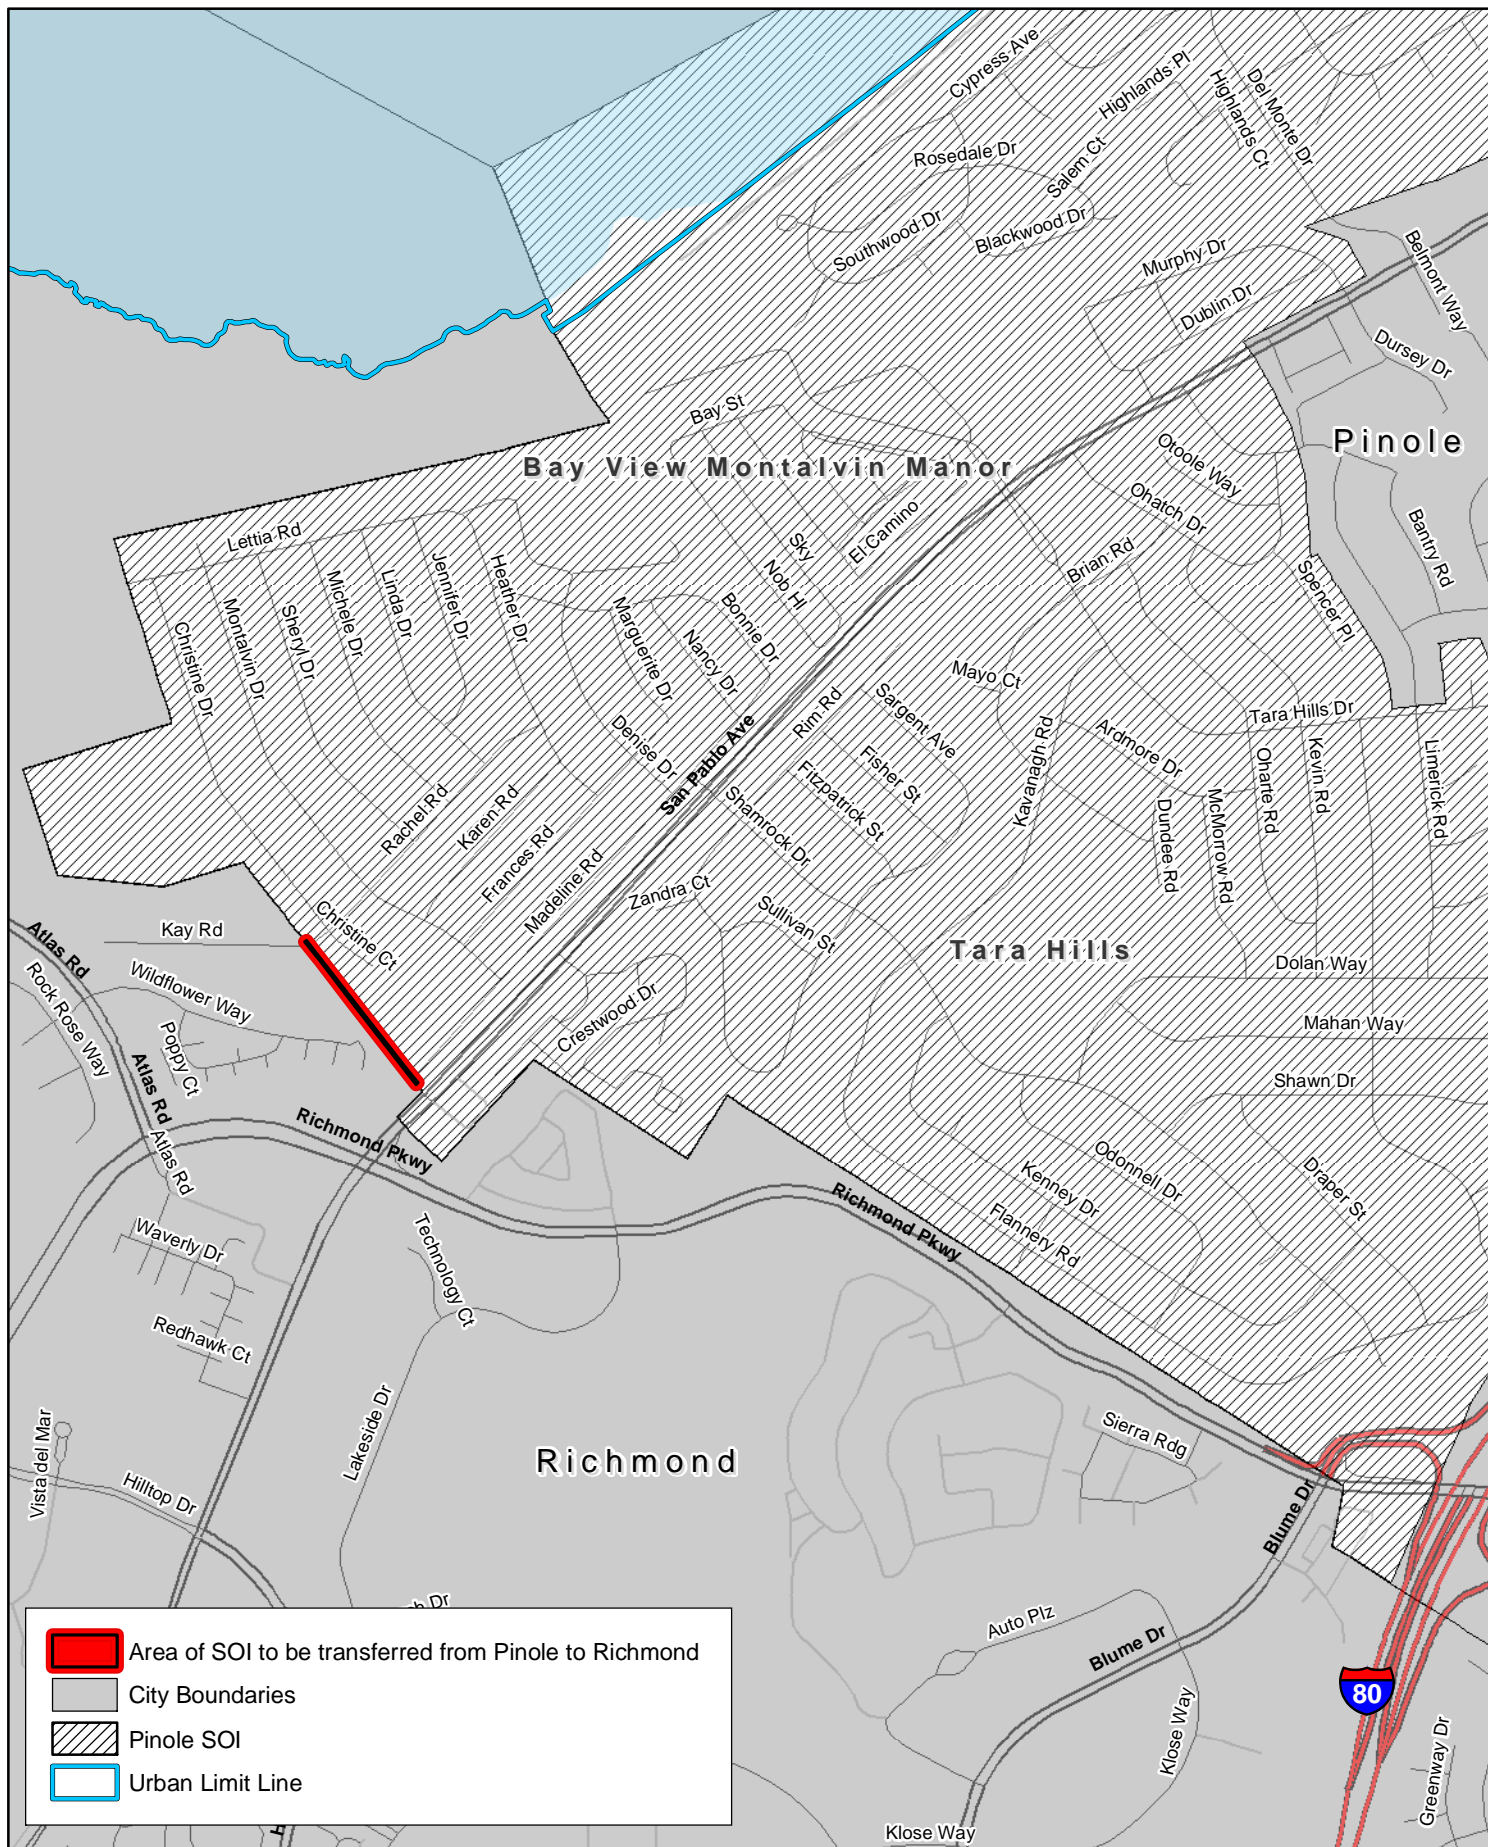 Cypress Ave
Highlands Pl
Highlands Ct
Del Monte Dr
Rosedale Dr
Salem Ct
Southwood Dr
Blackwood Dr
Murphy Dr
Dublin Dr
Belmont Way
Dursey Dr
Pinole
Bay St
Bay View Montalvin Manor
Otoole Way
Ohatch Dr
Bantry Rd
Lettia Rd
Sky
El Camino
Nob Hl
Brian Rd
Spencer Pl
Christine Dr
Montalvin Dr
Sheryl Dr
Michele Dr
Linda Dr
Jennifer Dr
Heather Dr
Marguerite Dr
Nancy Dr
Bonnie Dr
Mayo Ct
Rim Rd
Sargent Ave
Denise Dr
San Pablo Ave
Fisher St
Fitzpatrick St
Kavanagh Rd
Ardmore Dr
Tara Hills Dr
Oharte Rd
Kevin Rd
Limerick Rd
Dundee Rd
McMorrow Rd
Rachel Rd
Karen Rd
Frances Rd
Madeline Rd
Shamrock Dr
Zandra Ct
Sullivan St
Christine Ct
Kay Rd
Atlas Rd
Rock Rose Way
Wildflower Way
Poppy Ct
Atlas Rd
Atlas Rd
Tara Hills
Dolan Way
Mahan Way
Shawn Dr
Crestwood Dr
Richmond Pkwy
Richmond Pkwy
Odonnell Dr
Kenney Dr
Flannery Rd
Draper St
Waverly Dr
Technology Ct
Redhawk Ct
Lakeside Dr
Vista del Mar
Hilltop Dr
Richmond
Sierra Rdg
Blume Dr
Auto Plz
Blume Dr
Klose Way
Klose Way
80
Greenway Dr
Area of SOI to be transferred from Pinole to Richmond
City Boundaries
Pinole SOI
Urban Limit Line